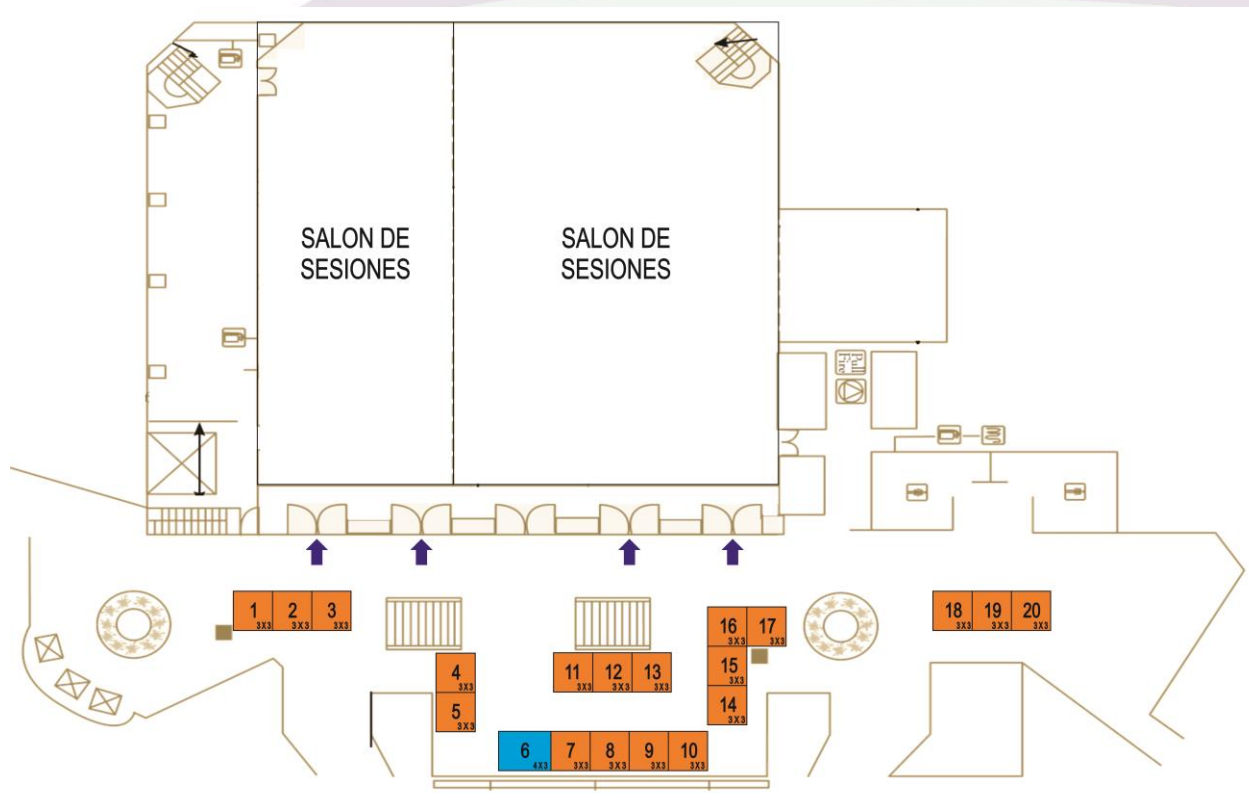 SALON DE
SESIONES
SALON DE
SESIONES
Pull
Fire
1
3X3
2
3X3
3
3X3
4
3X3
5
3X3
6
4X3
7
3X3
8
3X3
9
3X3
10
3X3
11
3X3
12
3X3
13
3X3
14
3X3
15
3X3
16
3X3
17
3X3
18
3X3
19
3X3
20
3X3